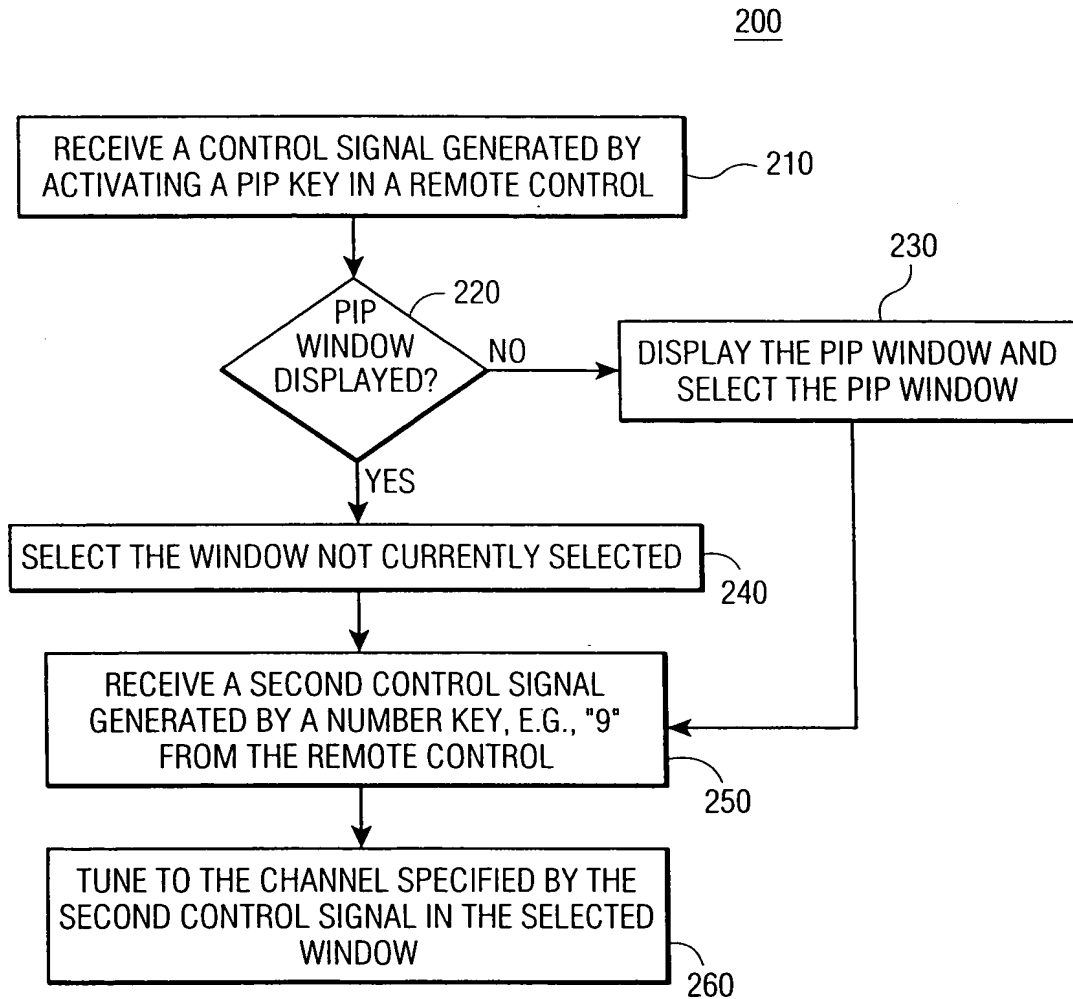 200
RECEIVE A CONTROL SIGNAL GENERATED BY
ACTIVATING A PIP KEY IN A REMOTE CONTROL
210
PIP
WINDOW
DISPLAYED?
220
NO
230
DISPLAY THE PIP WINDOW AND
SELECT THE PIP WINDOW
YES
SELECT THE WINDOW NOT CURRENTLY SELECTED
240
RECEIVE A SECOND CONTROL SIGNAL
GENERATED BY A NUMBER KEY, E.G., "9"
FROM THE REMOTE CONTROL
250
TUNE TO THE CHANNEL SPECIFIED BY THE
SECOND CONTROL SIGNAL IN THE SELECTED
WINDOW
260